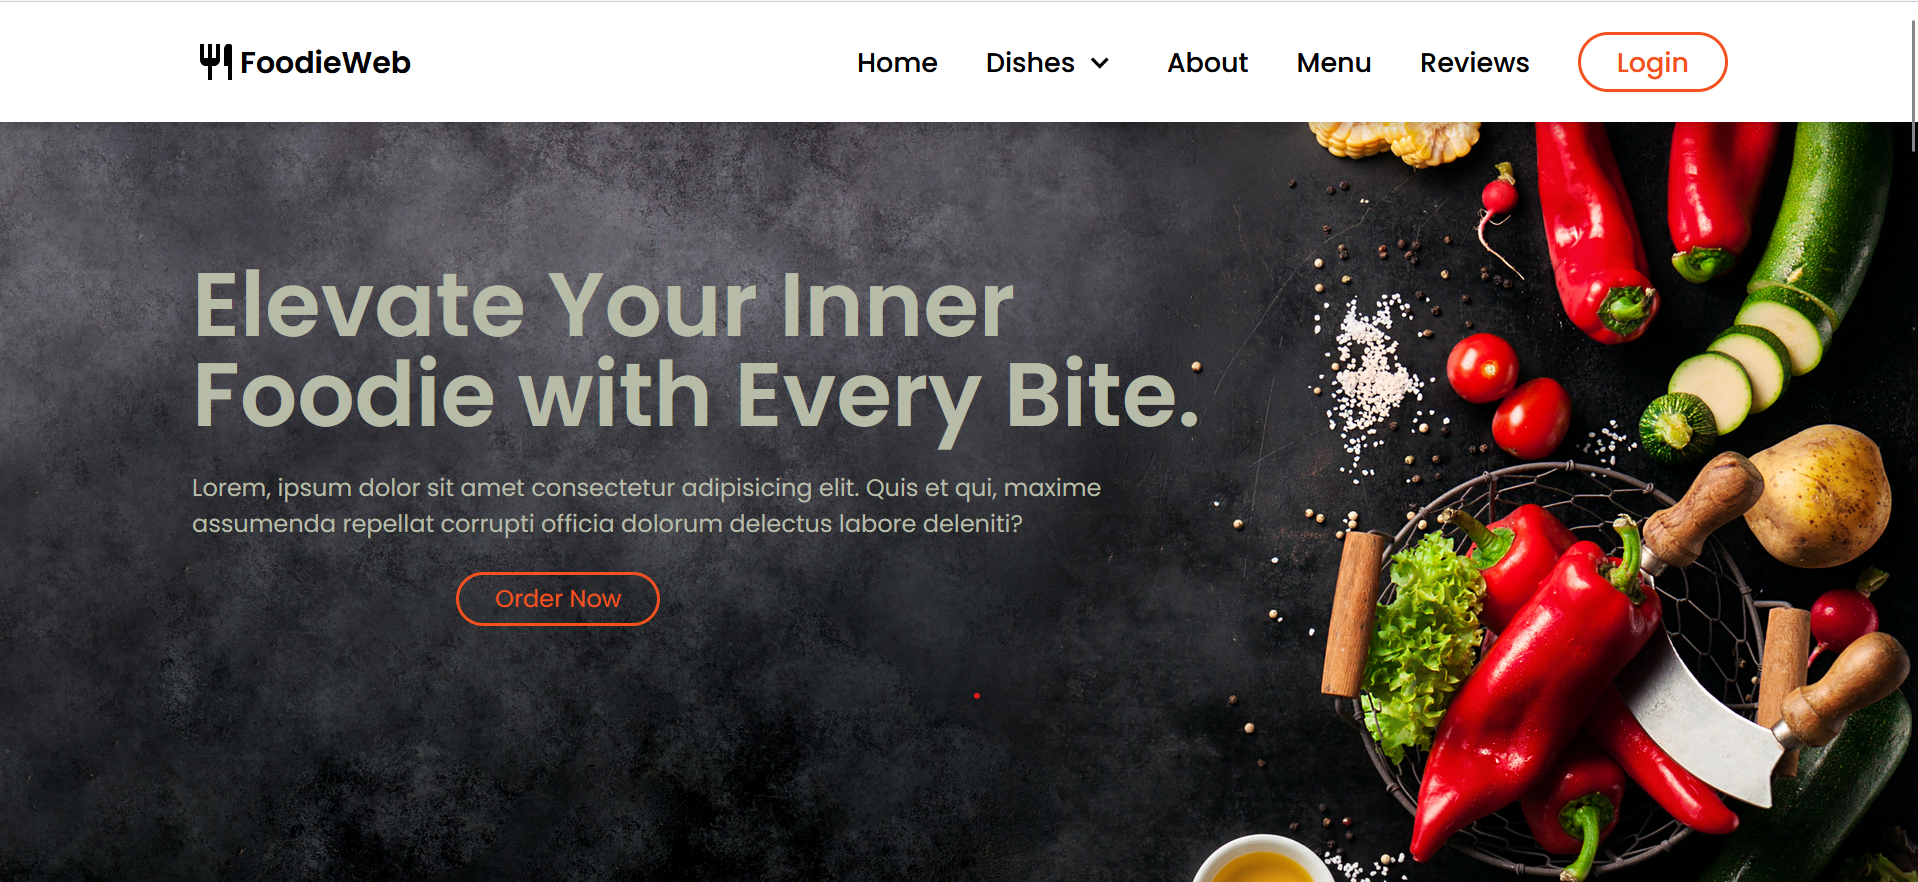 FoodieWeb
Home Dishes About Menu Reviews Login
Elevate Your Inner
Foodie with Every Bite.
Lorem, ipsum dolor sit amet consectetur adipisicing elit. Quis et qui, maxime
assumenda repellat corrupti officia dolorum delectus labore deleniti?
Order Now